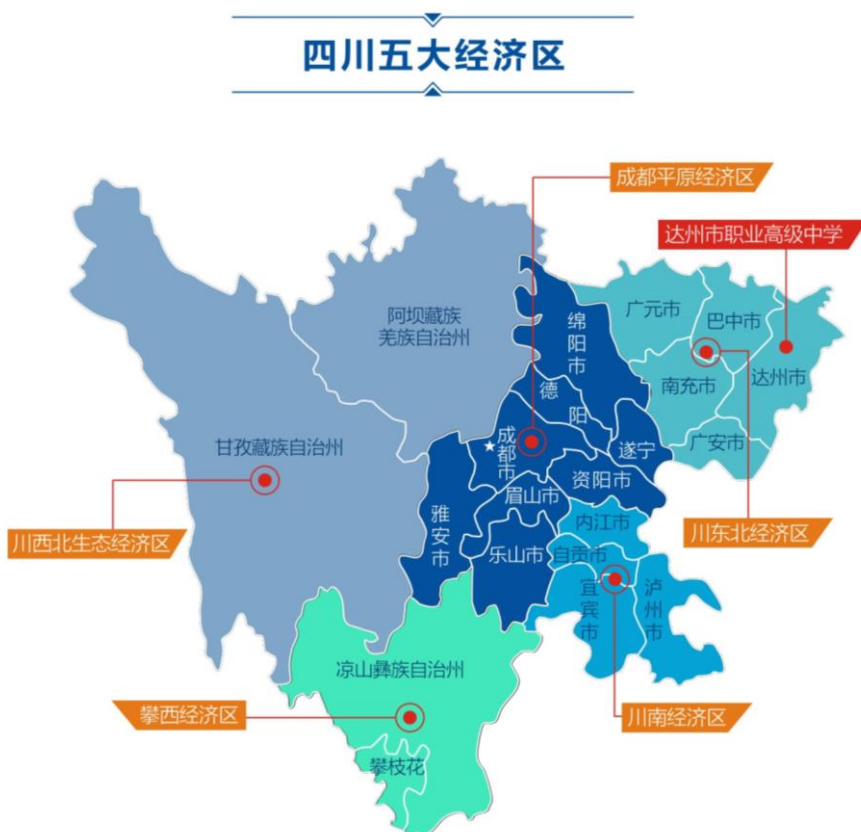 四川五大经济区
成都平原经济区
达州市职业高级中学
广元市
巴中市
阿坝藏族
羌族自治州
绵阳市
达州市
南充市
德阳
成都市
广安市
遂宁
甘孜藏族自治州
资阳市
眉山市
雅安市
内江市
川东北经济区
川西北生态经济区
乐山市
自贡市
宜宾市
泸州市
凉山彝族自治州
攀西经济区
川南经济区
攀枝花